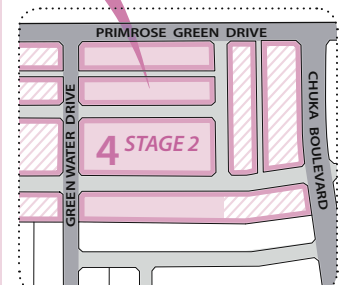 PRIMROSE GREEN DRIVE
GREEN WATER DRIVE
4 STAGE 2
CHUKA BOULEVARD